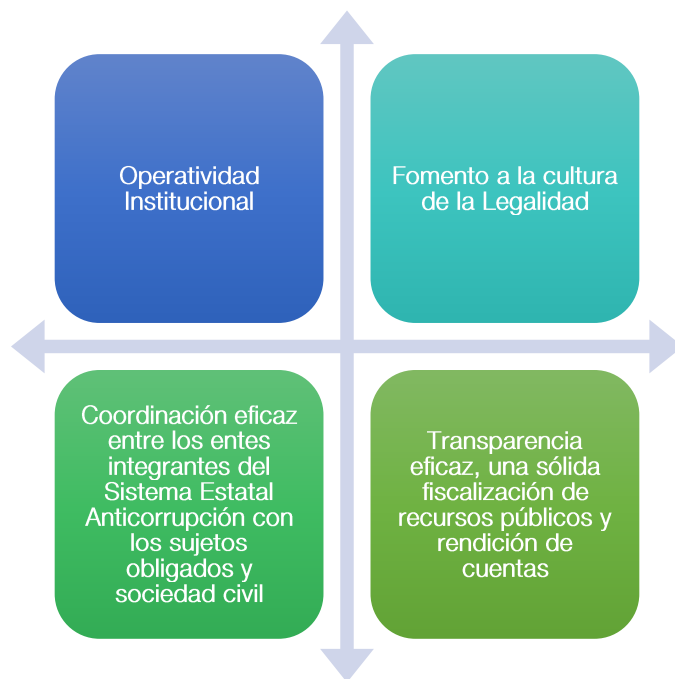 Operatividad
Institucional
Fomento a la cultura
de la Legalidad
Coordinación eficaz
entre los entes
integrantes del
Sistema Estatal
Anticorrupción con
los sujetos
obligados y
sociedad civil
Transparencia
eficaz, una sólida
fiscalización de
recursos públicos y
rendición de
cuentas